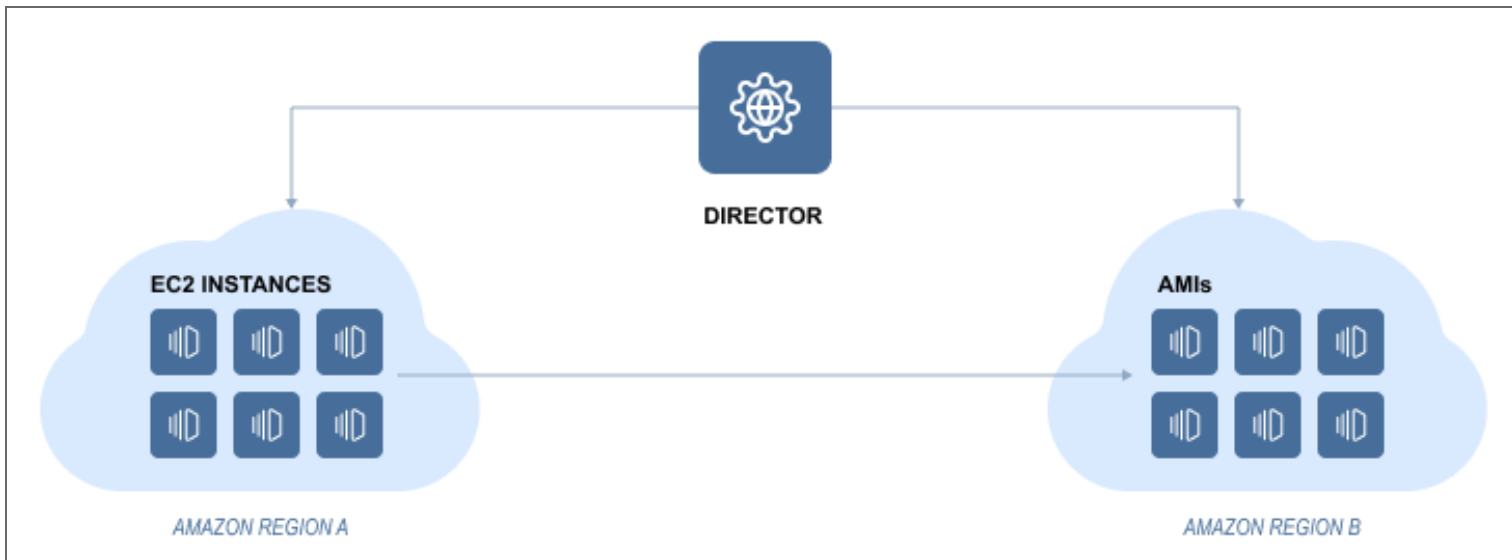 DIRECTOR
EC2 INSTANCES
AMIs
AMAZON REGION A
AMAZON REGION B